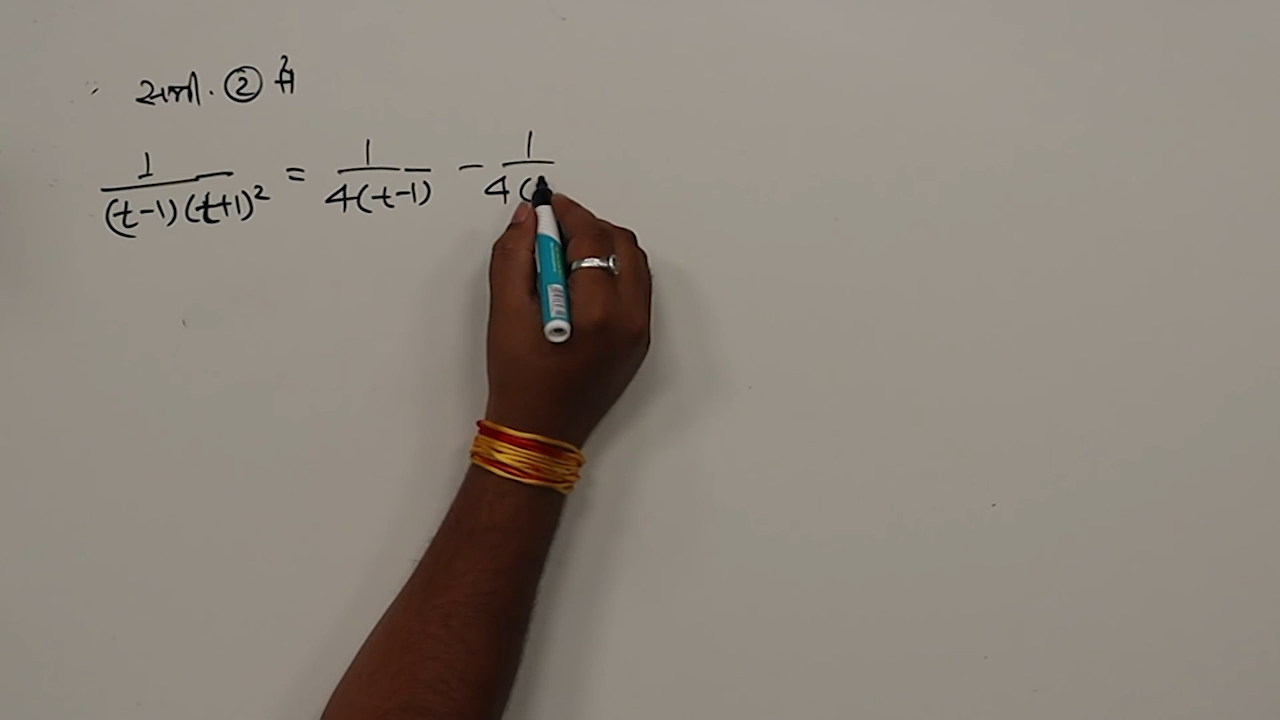 समी. ② में
1/((t-1)(t+1)²) = 1/(4(t-1)) - 1/(4(